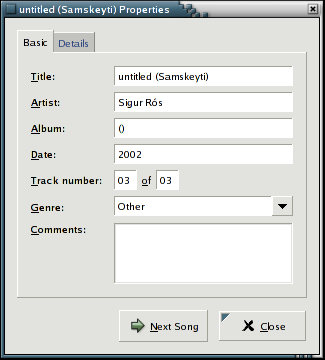 untitled (Samskeyti) Properties
Basic Details
Title: untitled (Samskeyti)
Artist: Sigur Rós
Album: ()
Date: 2002
Track number: 03 of 03
Genre: Other
Comments:
Next Song Close